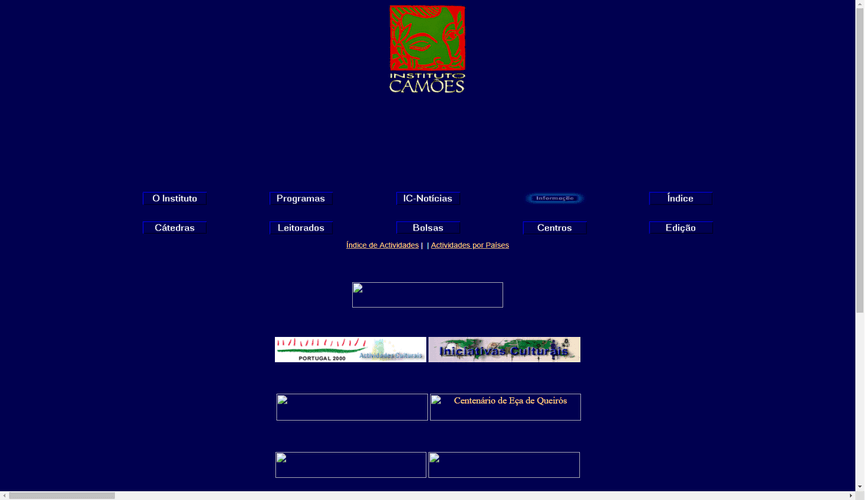 INSTITUTO
CAMÕES
O Instituto
Programas
IC-Notícias
Informação
Índice
Cátedras
Leitorados
Bolsas
Centros
Edição
Índice de Actividades | | Actividades por Países
PORTUGAL 2000
Actividades Culturais
Iniciativas Culturais
Centenário de Eça de Queirós